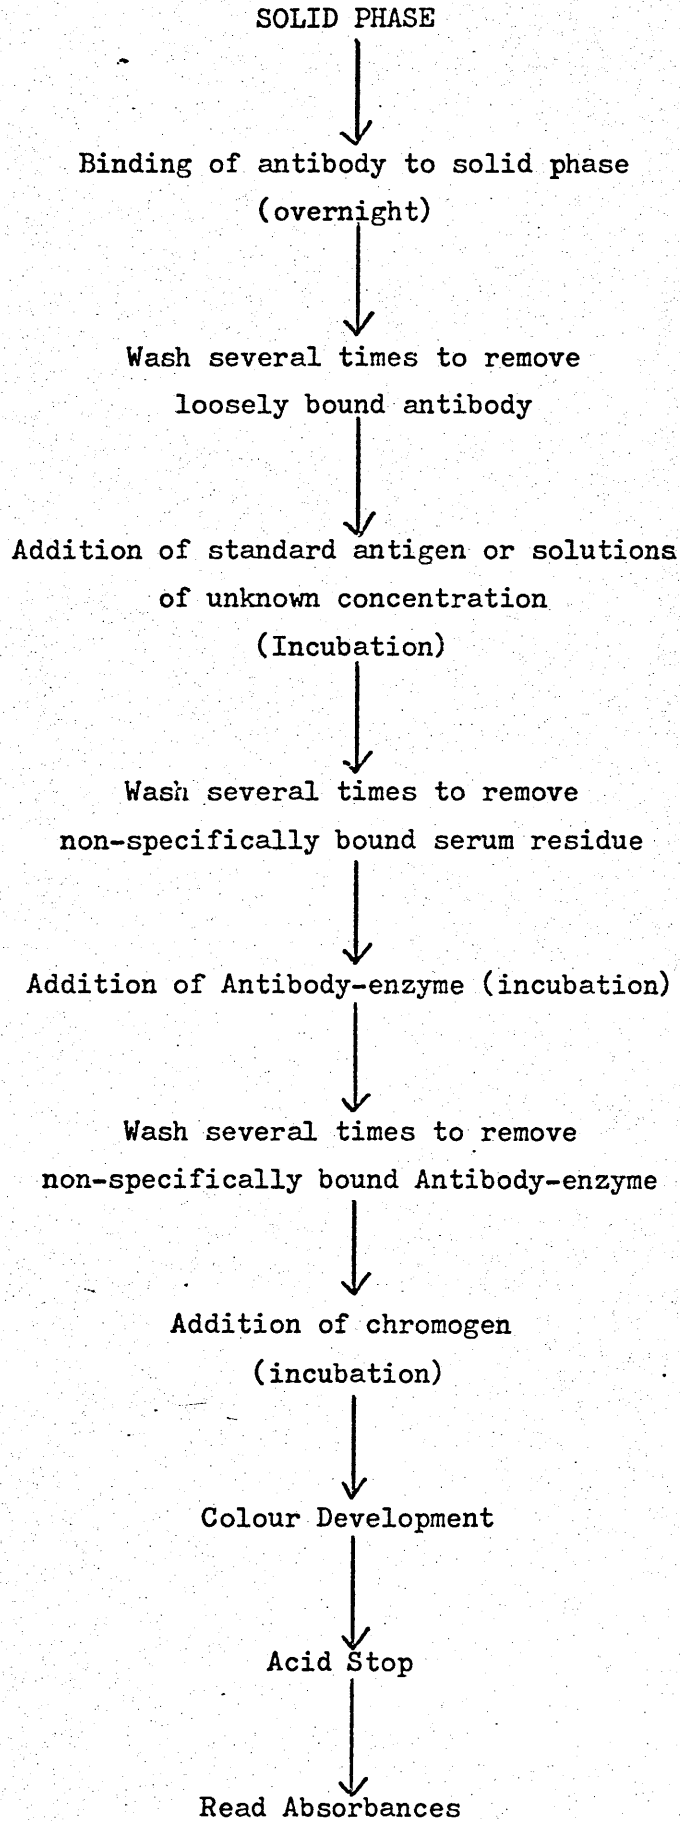 SOLID PHASE
Binding of antibody to solid phase
(overnight)
Wash several times to remove
loosely bound antibody
Addition of standard antigen or solutions
of unknown concentration
(Incubation)
Wash several times to remove
non-specifically bound serum residue
Addition of Antibody-enzyme (incubation)
Wash several times to remove
non-specifically bound Antibody-enzyme
Addition of chromogen
(incubation)
Colour Development
Acid Stop
Read Absorbances